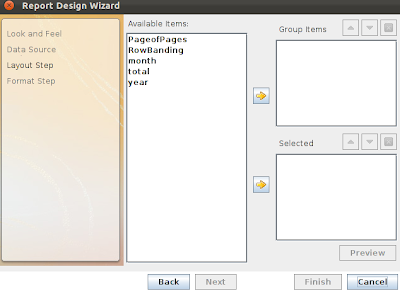 Report Design Wizard
Look and Feel
Data Source
Layout Step
Format Step
Available Items:
PageofPages
RowBanding
month
total
year
Group Items
Selected
Preview
Back
Next
Finish
Cancel